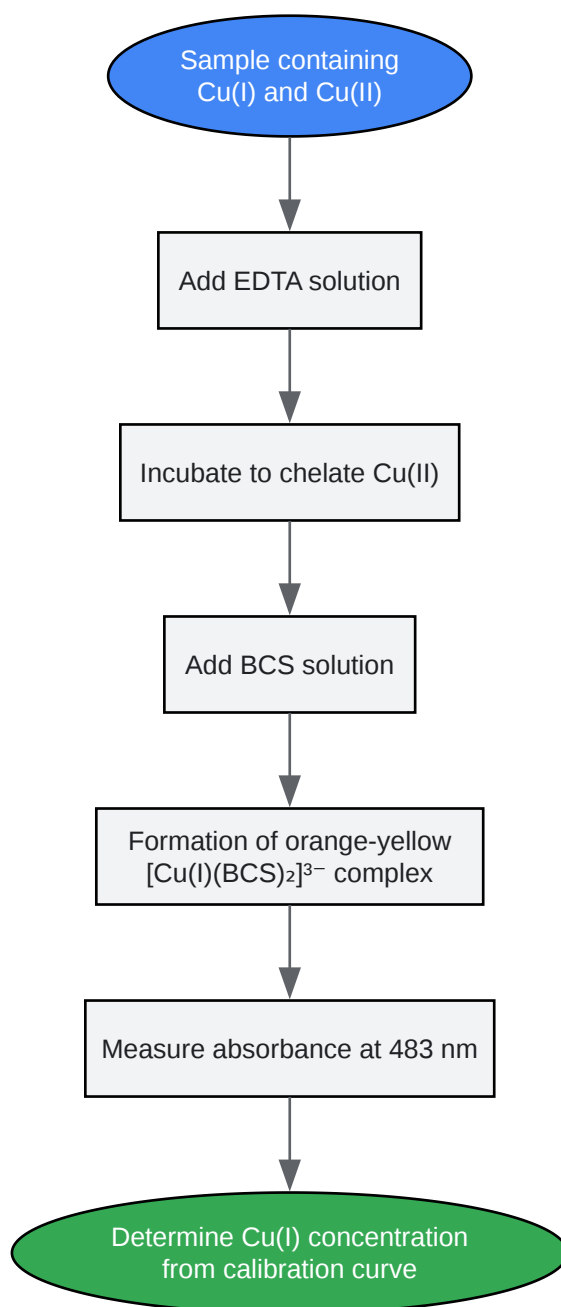 Sample containing
Cu(I) and Cu(II)
Add EDTA solution
Incubate to chelate Cu(II)
Add BCS solution
Formation of orange-yellow
[Cu(I)(BCS)₂]³⁻ complex
Measure absorbance at 483 nm
Determine Cu(I) concentration
from calibration curve